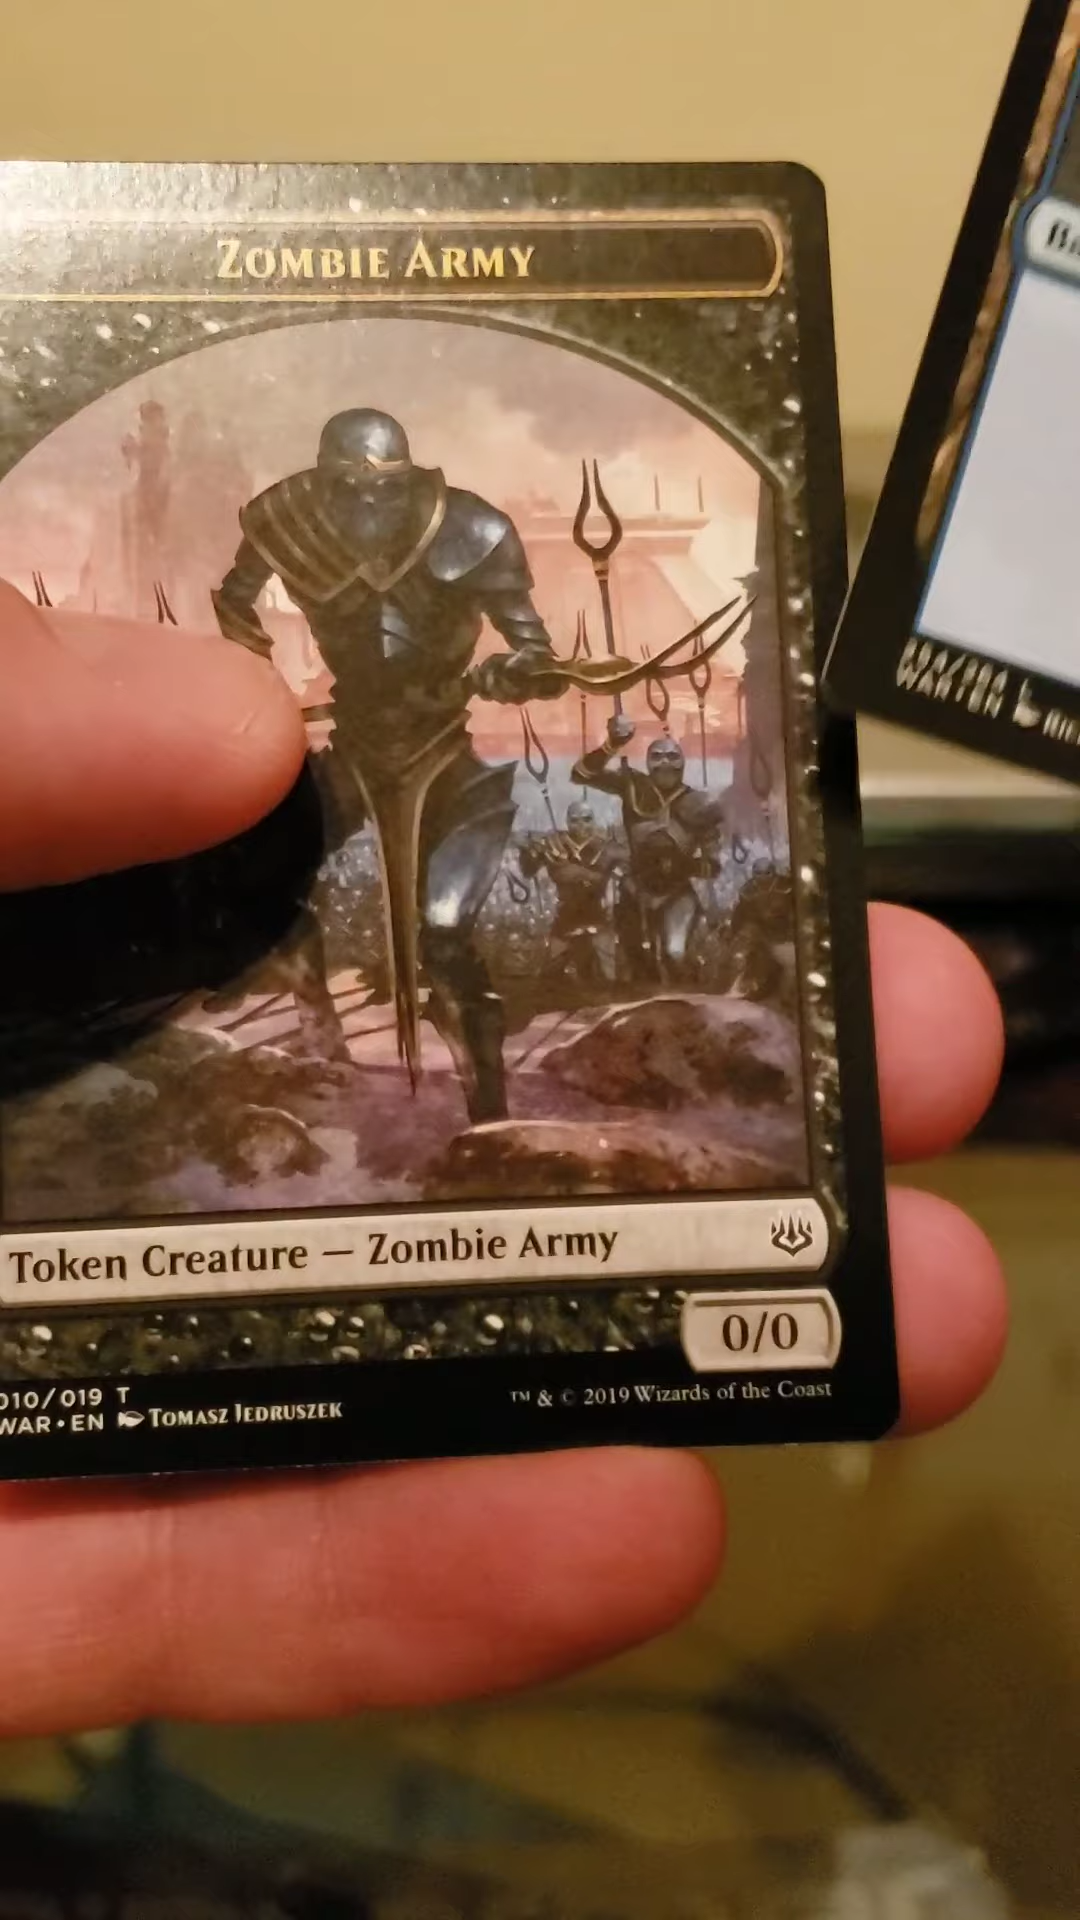 ZOMBIE ARMY
Token Creature — Zombie Army
0/0
010/019 T
WAR • EN TOMASZ JEDRUSZEK
™ & © 2019 Wizards of the Coast